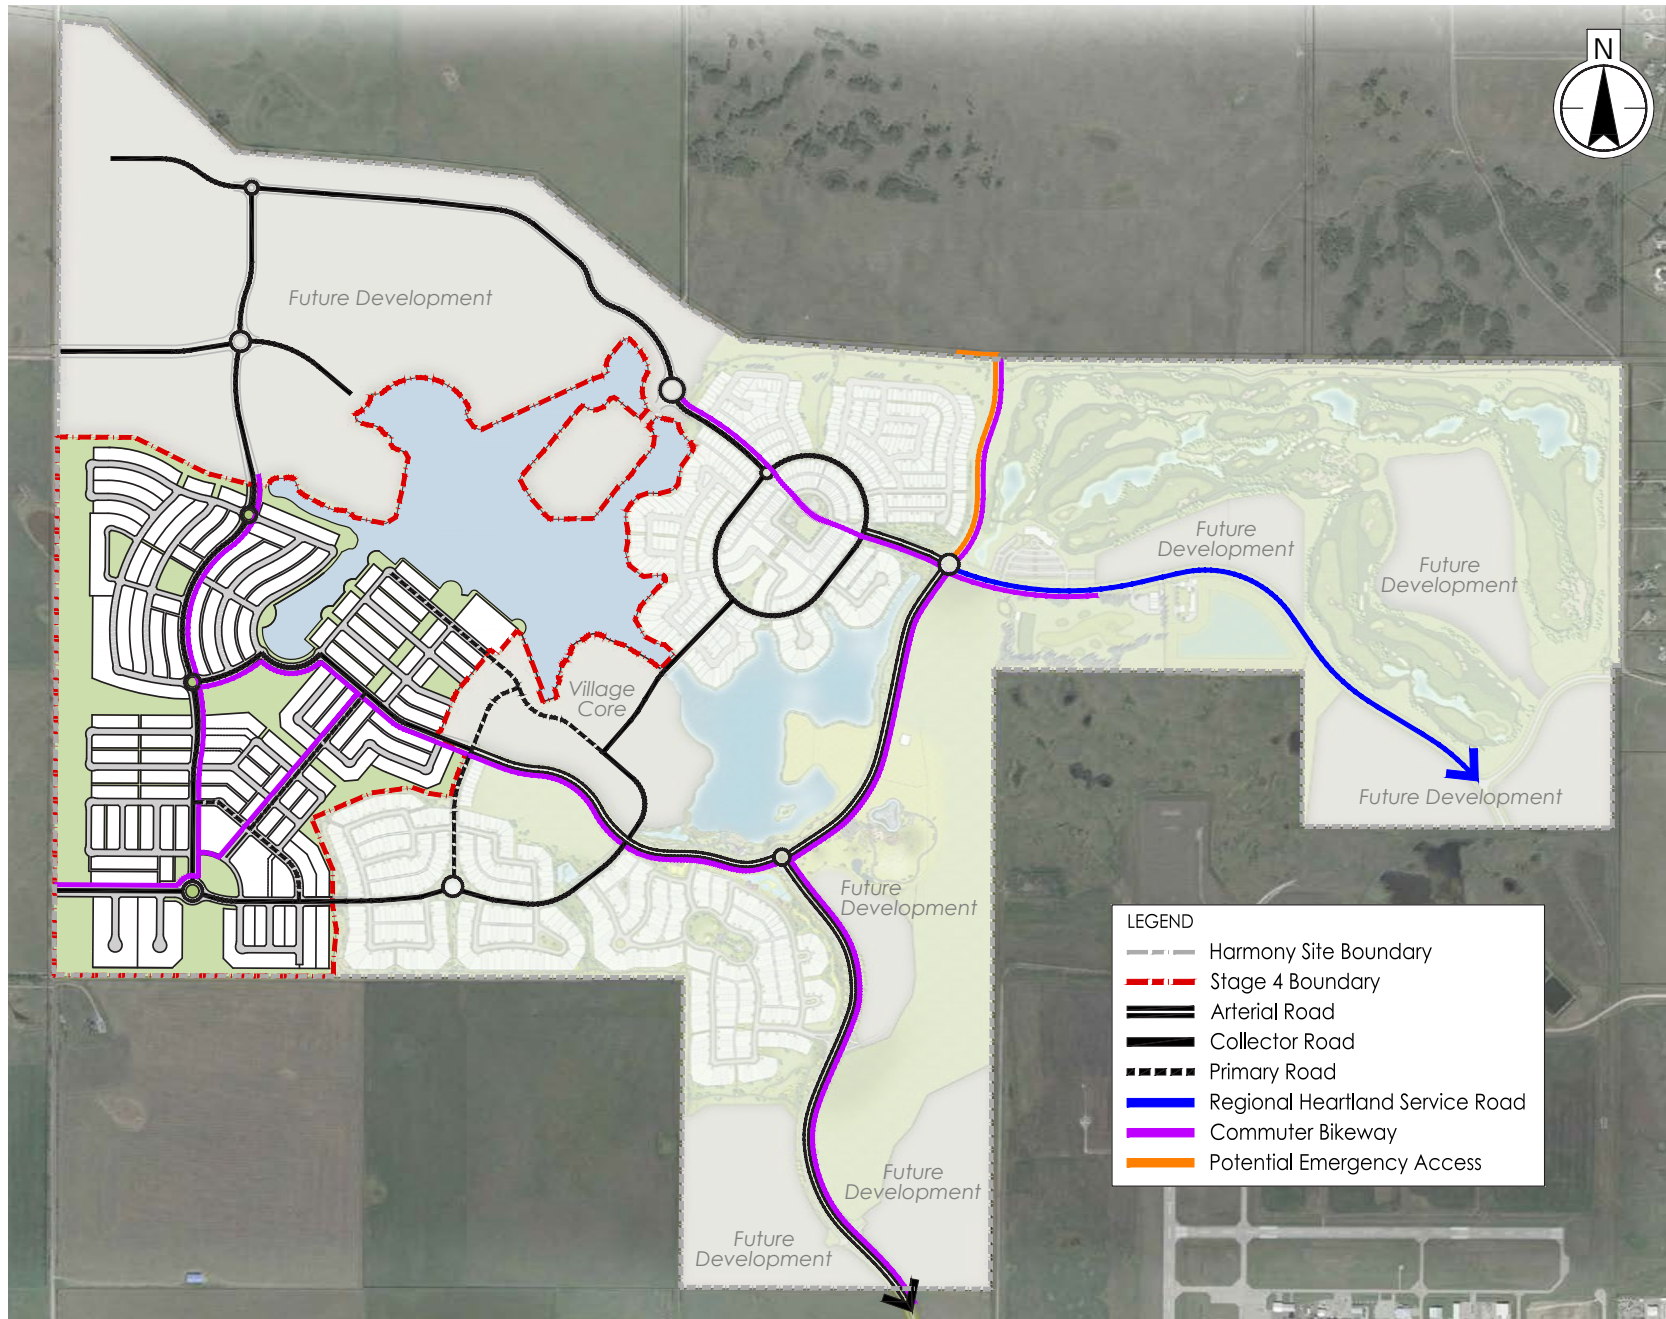 N
Future Development
Future
Development
Future
Development
Village
Core
Future Development
Future
Development
LEGEND
Harmony Site Boundary
Stage 4 Boundary
Arterial Road
Collector Road
Primary Road
Regional Heartland Service Road
Commuter Bikeway
Potential Emergency Access
Future
Development
Future
Development